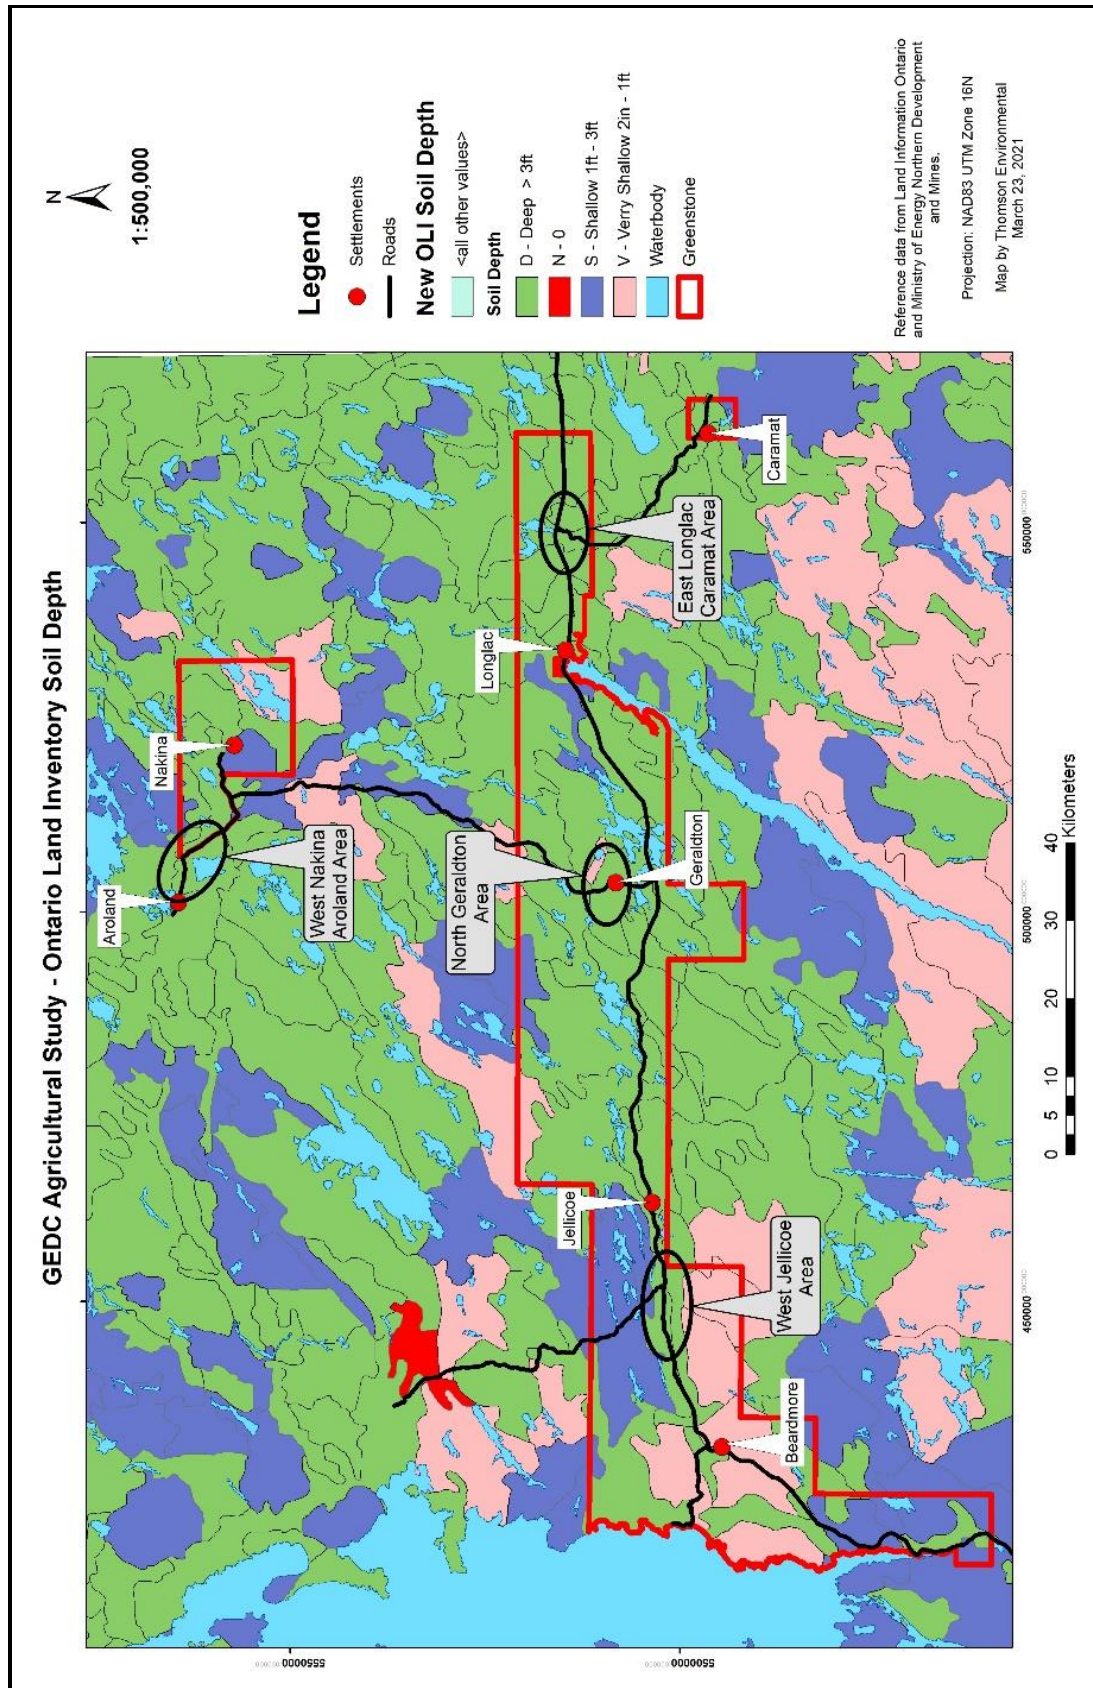 GEDC Agricultural Study - Ontario Land Inventory Soil Depth
N
1:500,000
Legend
Settlements
Roads
New OLI Soil Depth
<all other values>
Soil Depth
D - Deep > 3ft
N - 0
S - Shallow 1ft - 3ft
V - Verry Shallow 2in - 1ft
Waterbody
Greenstone
Reference data from Land Information Ontario
and Ministry of Energy Northern Development
and Mines.
Projection: NAD83 UTM Zone 16N
Map by Thomson Environmental
March 23, 2021
Aroland
Nakina
West Nakina
Aroland Area
North Geraldton
Area
Longlac
Geraldton
East Longlac
Caramat Area
Caramat
Jellicoe
West Jellicoe
Area
Beardmore
5550000
5500000
450000
500000
550000
0 5 10 20 30 40
Kilometers